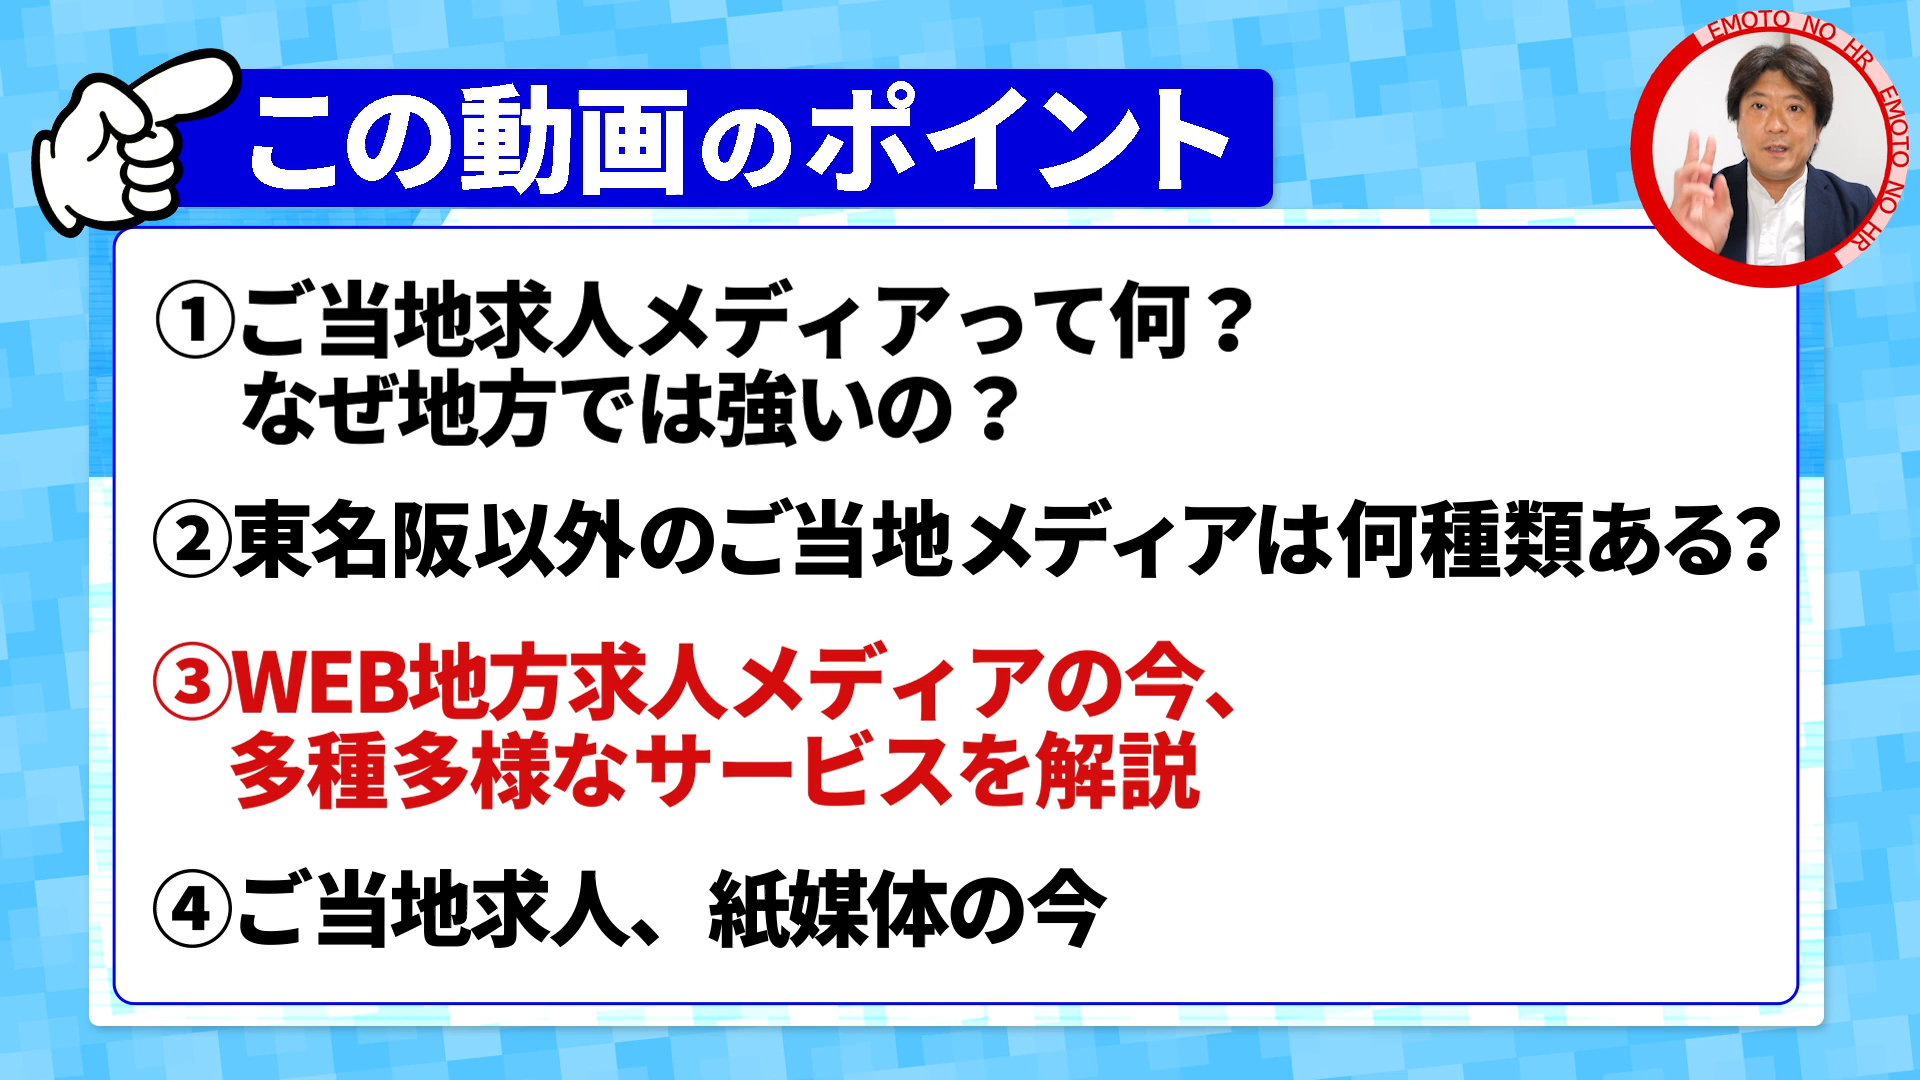 この動画のポイント
EMOTO NO HR EMOTO NO HR
①ご当地求人メディアって何？
なぜ地方では強いの？
②東名阪以外のご当地メディアは何種類ある？
③WEB地方求人メディアの今、
多種多様なサービスを解説
④ご当地求人、紙媒体の今